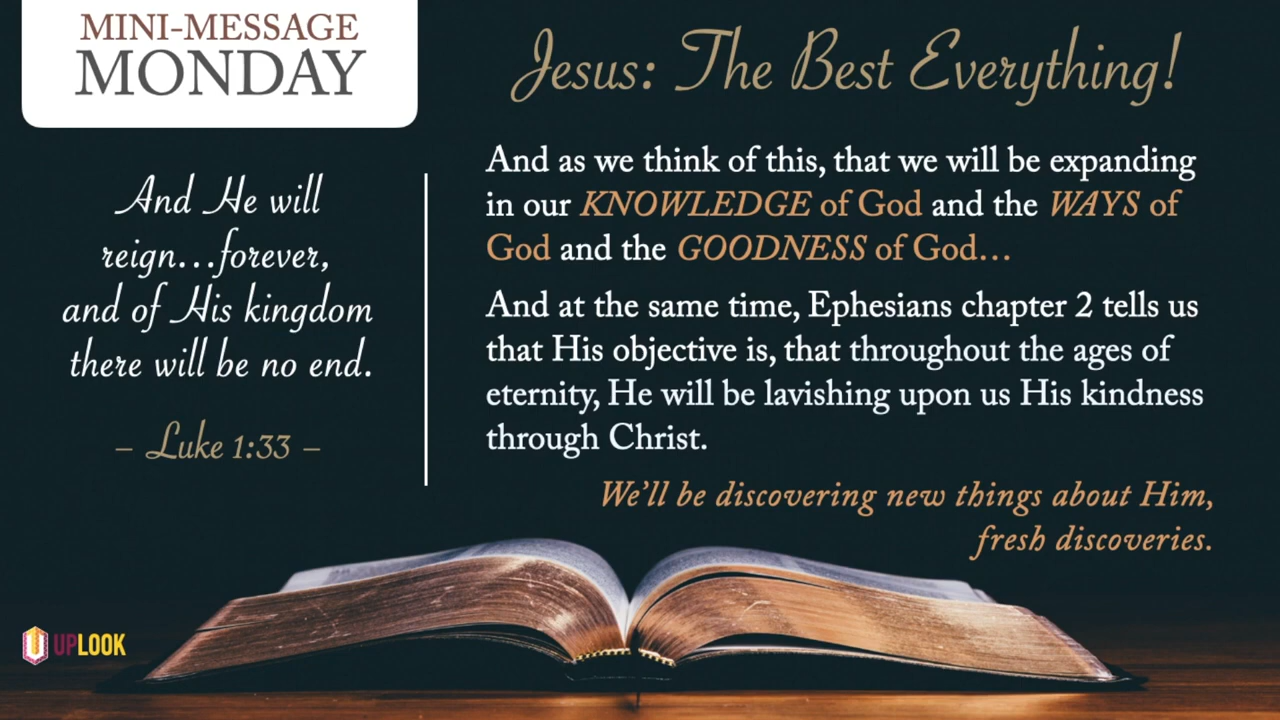 MINI-MESSAGE
MONDAY
Jesus: The Best Everything!
And He will
reign...forever,
and of His kingdom
there will be no end.
– Luke 1:33 –
And as we think of this, that we will be expanding
in our KNOWLEDGE of God and the WAYS of
God and the GOODNESS of God...
And at the same time, Ephesians chapter 2 tells us
that His objective is, that throughout the ages of
eternity, He will be lavishing upon us His kindness
through Christ.
We'll be discovering new things about Him,
fresh discoveries.
UPLOOK